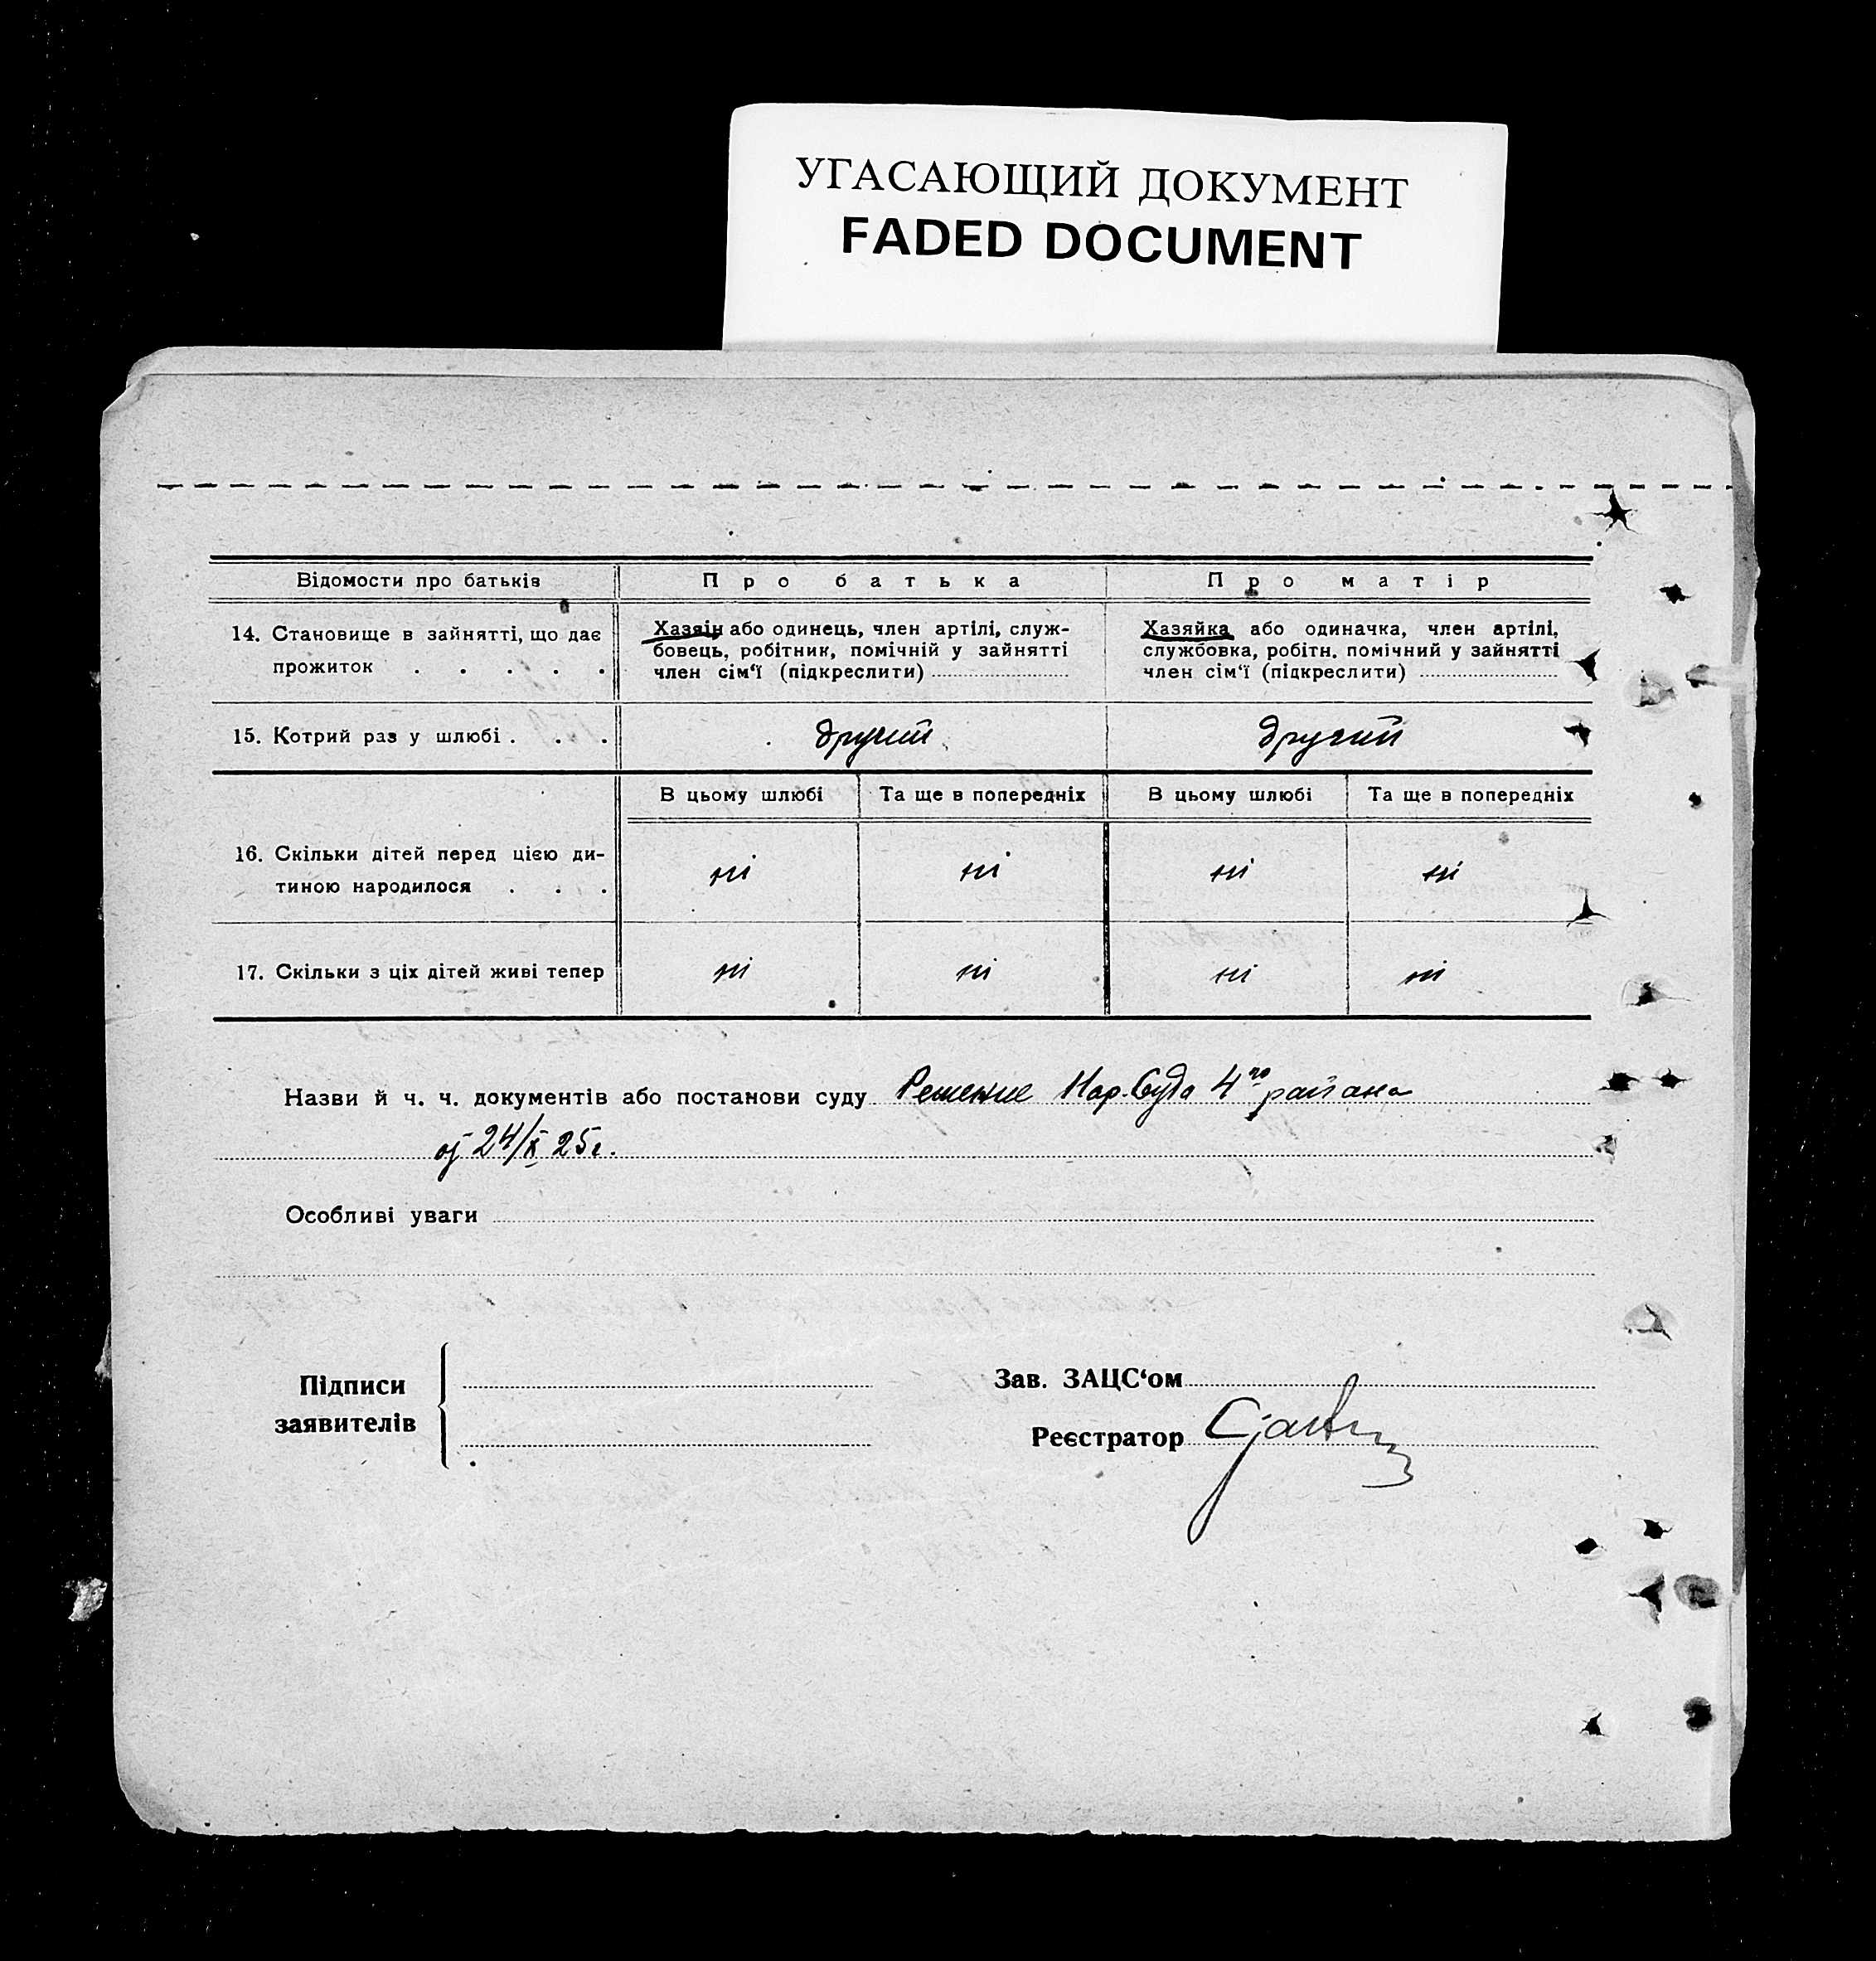 УГАСАЮЩИЙ ДОКУМЕНТ
FADED DOCUMENT
Відомости про батьків
Про батька
Про матір
14. Становище в зайнятті, що дає
прожиток . . . . .
Хазяїн або одинець, член артілі, служ-
бовець, робітник, помічній у зайнятті
член сім'ї (підкреслити)
Хазяйка або одиначка, член артілі,
службовка, робітн. помічний у зайнятті
член сім'ї (підкреслити)
15. Котрий раз у шлюбі . . .
другий
другий
В цьому шлюбі
Та ще в попередніх
В цьому шлюбі
Та ще в попередніх
16. Скільки дітей перед цією ди-
тиною народилося . . .
ні
ні
ні
ні
17. Скільки з ціх дітей живі тепер
ні
ні
ні
ні
Назви й ч. ч. документів або постанови суду Решение Нар. Суда 4го района
от 24/X 25г.
Особливі уваги
Підписи
заявителів
Зав. ЗАЦС'ом
Реєстратор